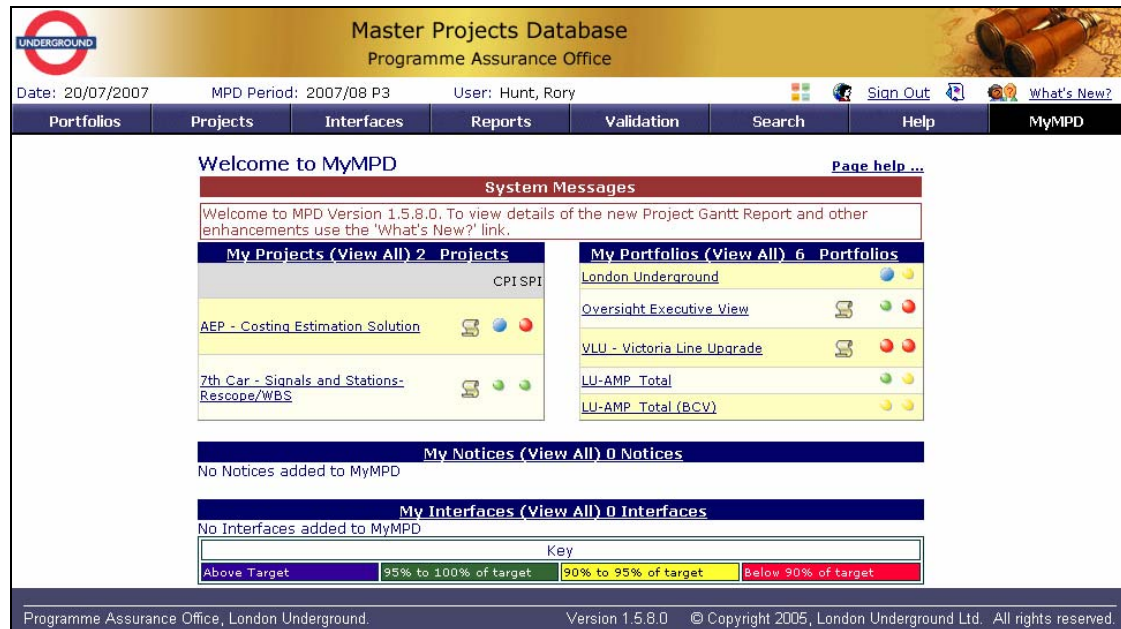 UNDERGROUND
Master Projects Database
Programme Assurance Office
Date: 20/07/2007 MPD Period: 2007/08 P3 User: Hunt, Rory Sign Out What's New?
Portfolios Projects Interfaces Reports Validation Search Help MyMPD
Welcome to MyMPD Page help ...
System Messages
Welcome to MPD Version 1.5.8.0. To view details of the new Project Gantt Report and other
enhancements use the 'What's New?' link.
My Projects (View All) 2 Projects
CPI SPI
AEP - Costing Estimation Solution
7th Car - Signals and Stations-
Rescope/WBS
My Portfolios (View All) 6 Portfolios
London Underground
Oversight Executive View
VLU - Victoria Line Upgrade
LU-AMP Total
LU-AMP Total (BCV)
My Notices (View All) 0 Notices
No Notices added to MyMPD
My Interfaces (View All) 0 Interfaces
No Interfaces added to MyMPD
Key
Above Target 95% to 100% of target 90% to 95% of target Below 90% of target
Programme Assurance Office, London Underground. Version 1.5.8.0 © Copyright 2005, London Underground Ltd. All rights reserved.